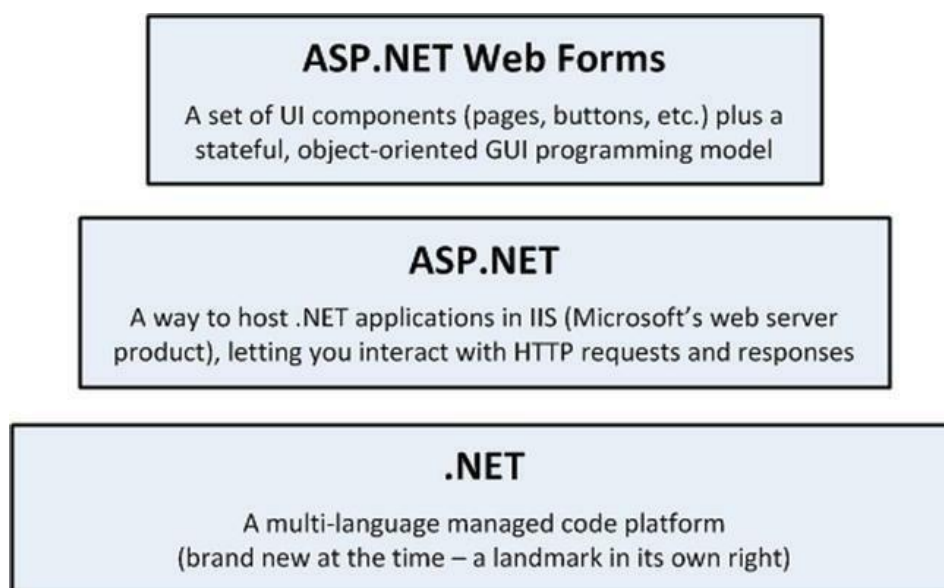 ASP.NET Web Forms
A set of UI components (pages, buttons, etc.) plus a
stateful, object-oriented GUI programming model
ASP.NET
A way to host .NET applications in IIS (Microsoft’s web server
product), letting you interact with HTTP requests and responses
.NET
A multi-language managed code platform
(brand new at the time – a landmark in its own right)